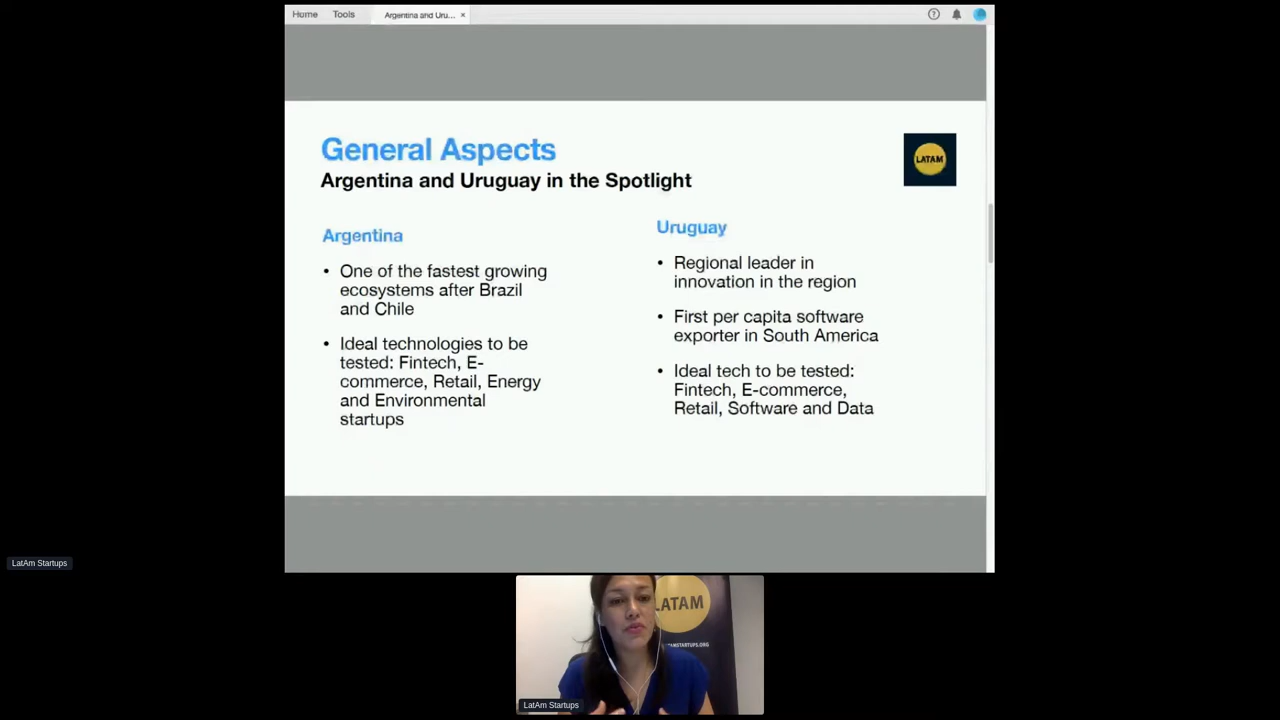 Home Tools Argentina and Uru... ×
General Aspects
Argentina and Uruguay in the Spotlight
LATAM
Argentina
• One of the fastest growing
ecosystems after Brazil
and Chile
• Ideal technologies to be
tested: Fintech, E-
commerce, Retail, Energy
and Environmental
startups
Uruguay
• Regional leader in
innovation in the region
• First per capita software
exporter in South America
• Ideal tech to be tested:
Fintech, E-commerce,
Retail, Software and Data
LatAm Startups
LATAM
LatAm Startups